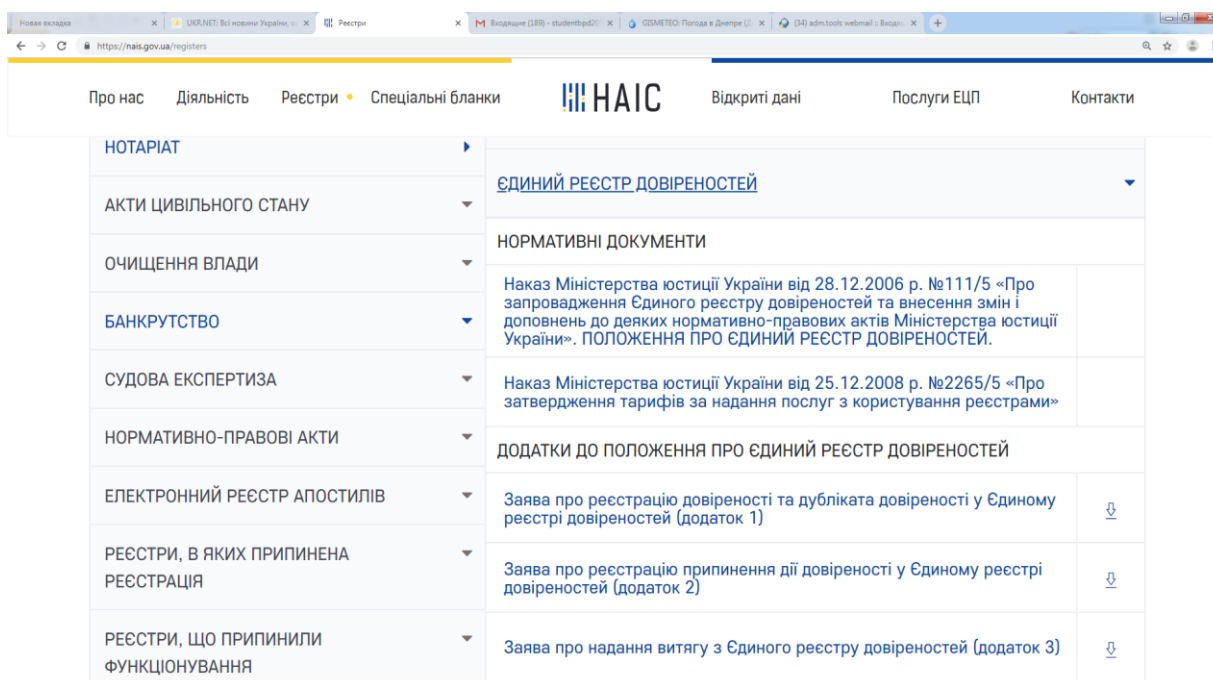 Новая вкладка
UKR.NET: Всі новини України,
Реєстри
Входящие (189) - studentbpd20
GISMETEO: Погода в Днепре (
(34) adm.tools webmail :: Входя
https://nais.gov.ua/registers
Про нас
Діяльність
Реєстри
Спеціальні бланки
НАІС
Відкриті дані
Послуги ЕЦП
Контакти
НОТАРІАТ
АКТИ ЦИВІЛЬНОГО СТАНУ
ОЧИЩЕННЯ ВЛАДИ
БАНКРУТСТВО
СУДОВА ЕКСПЕРТИЗА
НОРМАТИВНО-ПРАВОВІ АКТИ
ЕЛЕКТРОННИЙ РЕЄСТР АПОСТИЛІВ
РЕЄСТРИ, В ЯКИХ ПРИПИНЕНА
РЕЄСТРАЦІЯ
РЕЄСТРИ, ЩО ПРИПИНИЛИ
ФУНКЦІОНУВАННЯ
ЄДИНИЙ РЕЄСТР ДОВІРЕНОСТЕЙ
НОРМАТИВНІ ДОКУМЕНТИ
Наказ Міністерства юстиції України від 28.12.2006 р. №111/5 «Про
запровадження Єдиного реєстру довіреностей та внесення змін і
доповнень до деяких нормативно-правових актів Міністерства юстиції
України». ПОЛОЖЕННЯ ПРО ЄДИНИЙ РЕЄСТР ДОВІРЕНОСТЕЙ.
Наказ Міністерства юстиції України від 25.12.2008 р. №2265/5 «Про
затвердження тарифів за надання послуг з користування реєстрами»
ДОДАТКИ ДО ПОЛОЖЕННЯ ПРО ЄДИНИЙ РЕЄСТР ДОВІРЕНОСТЕЙ
Заява про реєстрацію довіреності та дубліката довіреності у Єдиному
реєстрі довіреностей (додаток 1)
Заява про реєстрацію припинення дії довіреності у Єдиному реєстрі
довіреностей (додаток 2)
Заява про надання витягу з Єдиного реєстру довіреностей (додаток 3)